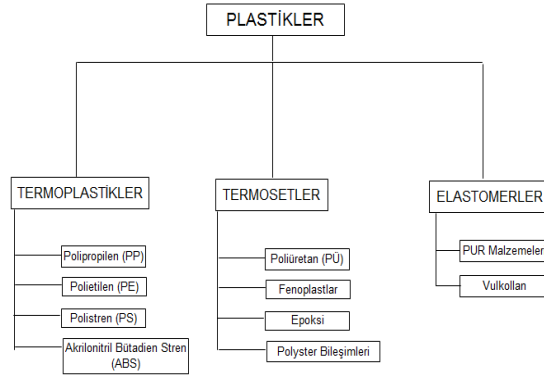 PLASTİKLER
TERMOPLASTİKLER
Polipropilen (PP)
Polietilen (PE)
Polistren (PS)
Akrilonitril Bütadien Stren
(ABS)
TERMOSETLER
Poliüretan (PÜ)
Fenoplastlar
Epoksi
Polyster Bileşimleri
ELASTOMERLER
PUR Malzemeler
Vulkollan